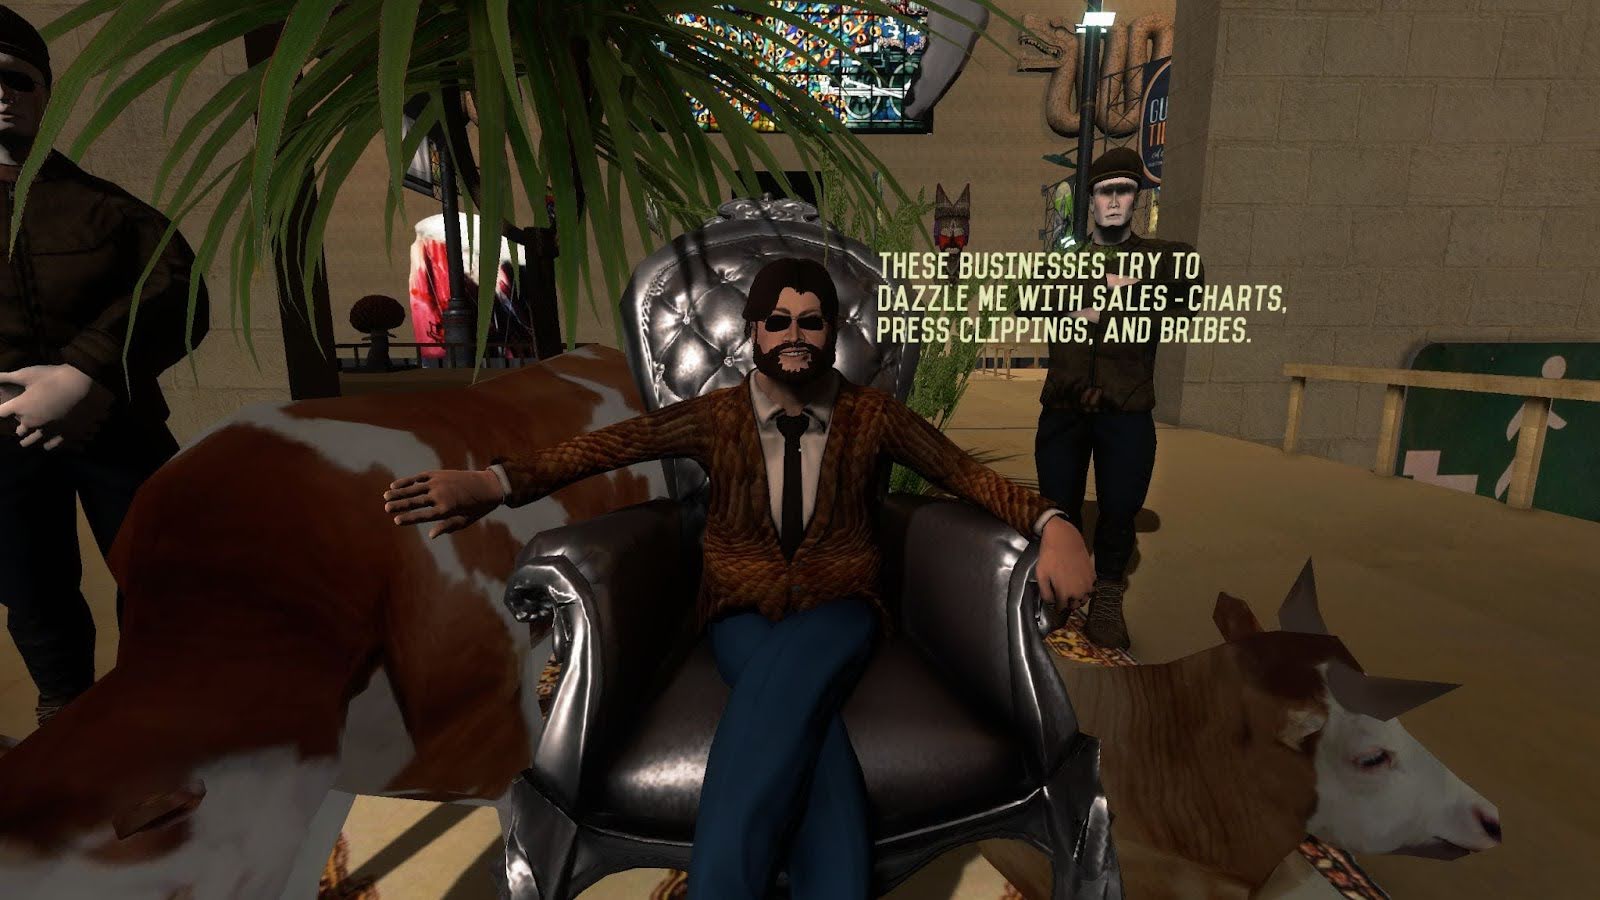 THESE BUSINESSES TRY TO
DAZZLE ME WITH SALES-CHARTS,
PRESS CLIPPINGS, AND BRIBES.